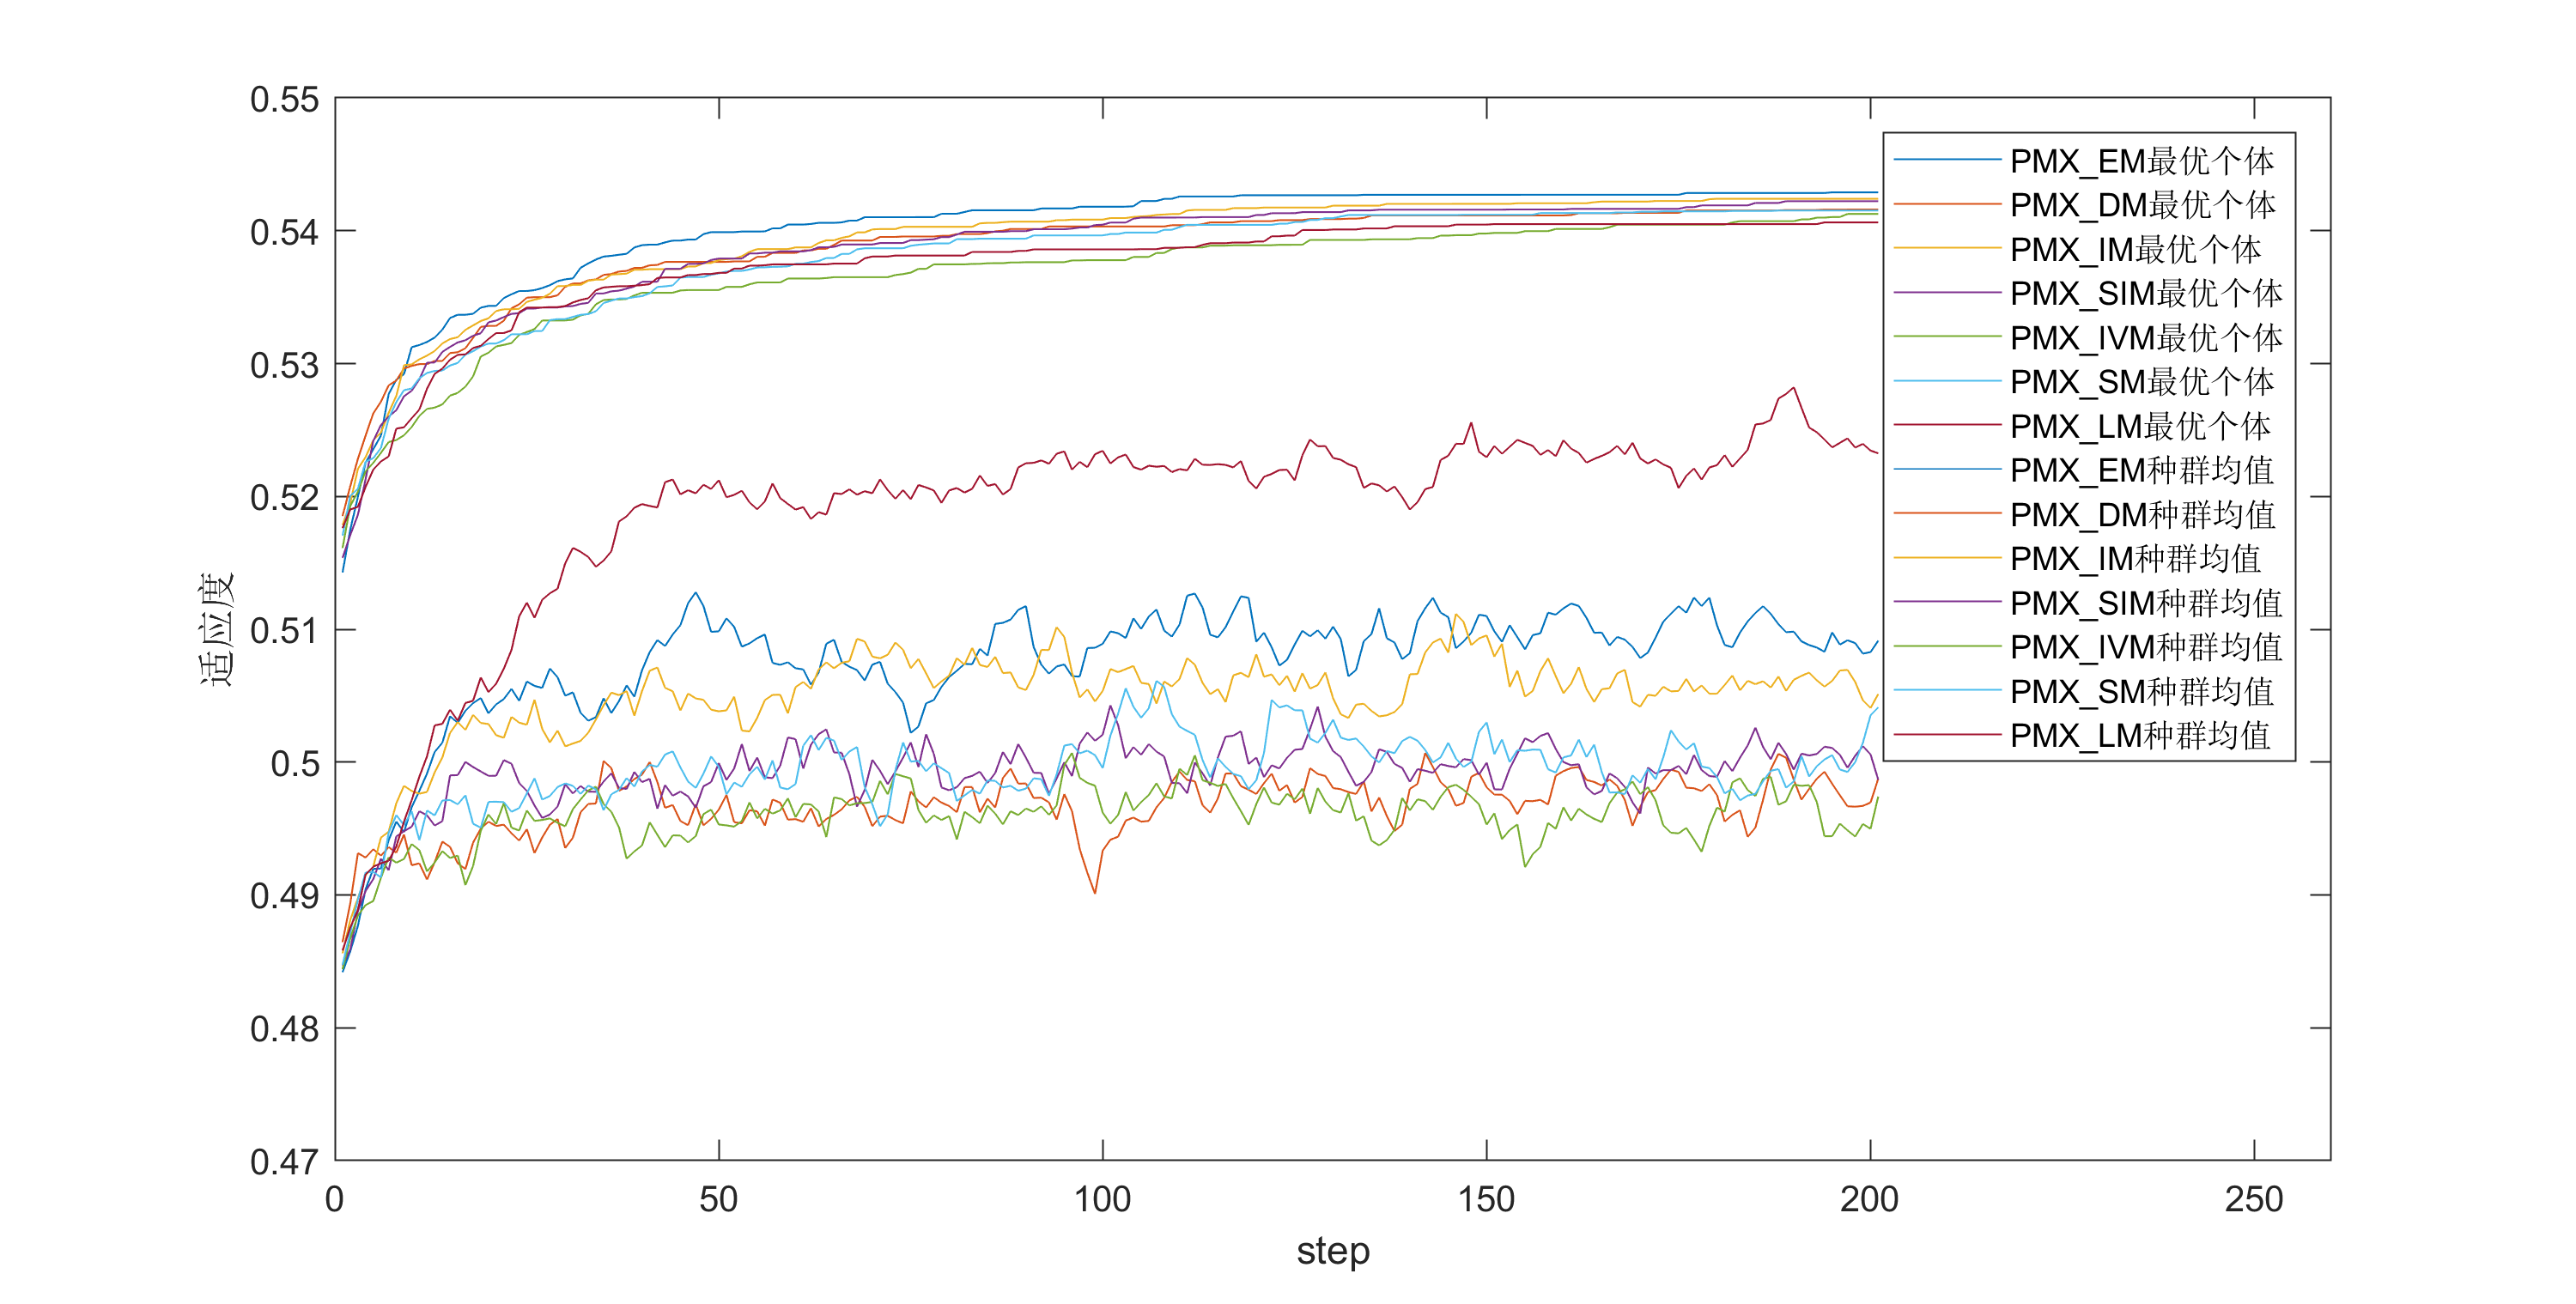 0.55
0.54
0.53
0.52
0.51
0.5
0.49
0.48
0.47
适应度
0
50
100
150
200
250
step
PMX_EM最优个体
PMX_DM最优个体
PMX_IM最优个体
PMX_SIM最优个体
PMX_IVM最优个体
PMX_SM最优个体
PMX_LM最优个体
PMX_EM种群均值
PMX_DM种群均值
PMX_IM种群均值
PMX_SIM种群均值
PMX_IVM种群均值
PMX_SM种群均值
PMX_LM种群均值